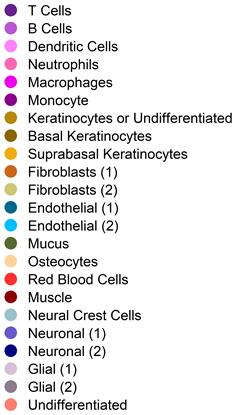 T Cells
B Cells
Dendritic Cells
Neutrophils
Macrophages
Monocyte
Keratinocytes or Undifferentiated
Basal Keratinocytes
Suprabasal Keratinocytes
Fibroblasts (1)
Fibroblasts (2)
Endothelial (1)
Endothelial (2)
Mucus
Osteocytes
Red Blood Cells
Muscle
Neural Crest Cells
Neuronal (1)
Neuronal (2)
Glial (1)
Glial (2)
Undifferentiated